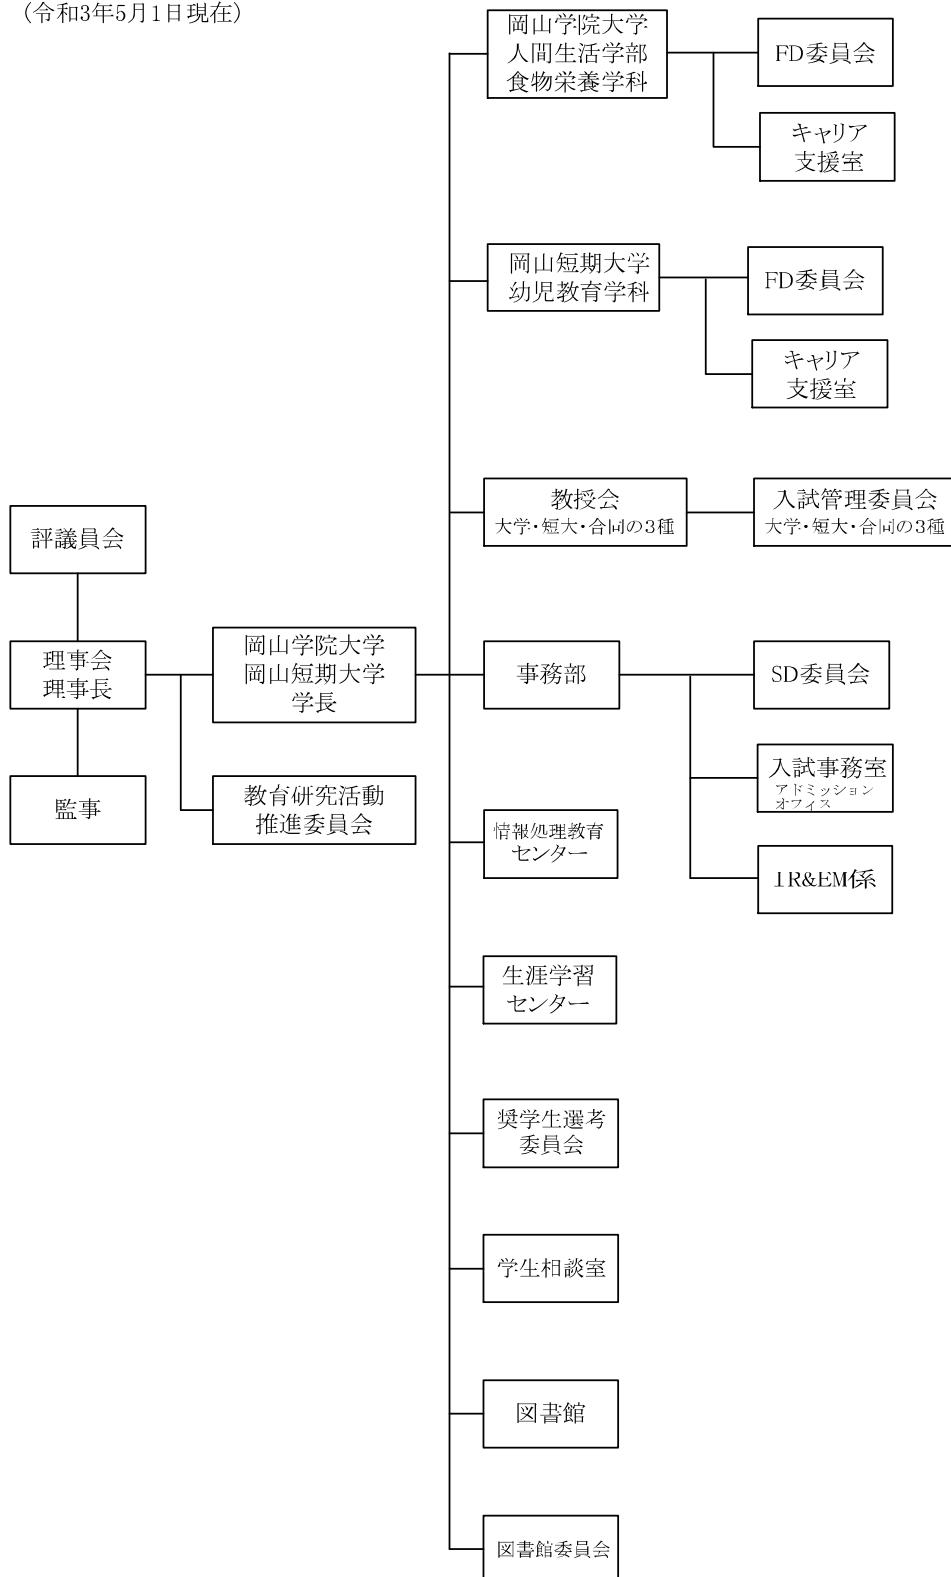 （令和3年5月1日現在）
岡山学院大学
人間生活学部
食物栄養学科
FD委員会
キャリア
支援室
岡山短期大学
幼児教育学科
FD委員会
キャリア
支援室
教授会
大学・短大・合同の3種
入試管理委員会
大学・短大・合同の3種
評議員会
理事会
理事長
監事
岡山学院大学
岡山短期大学
学長
教育研究活動
推進委員会
事務部
SD委員会
入試事務室
アドミッション
オフィス
IR&EM係
情報処理教育
センター
生涯学習
センター
奨学生選考
委員会
学生相談室
図書館
図書館委員会